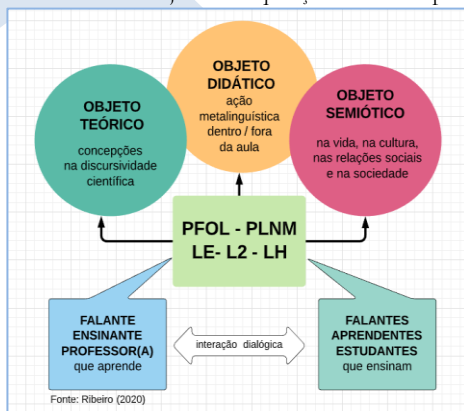 OBJETO
TEÓRICO
concepções
na discursividade
científica
OBJETO
DIDÁTICO
ação
metalinguística
dentro / fora
da aula
OBJETO
SEMIÓTICO
na vida, na cultura,
nas relações sociais
e na sociedade
PFOL - PLNM
LE- L2 - LH
FALANTE
ENSINANTE
PROFESSOR(A)
que aprende
interação dialógica
FALANTES
APRENDENTES
ESTUDANTES
que ensinam
Fonte: Ribeiro (2020)